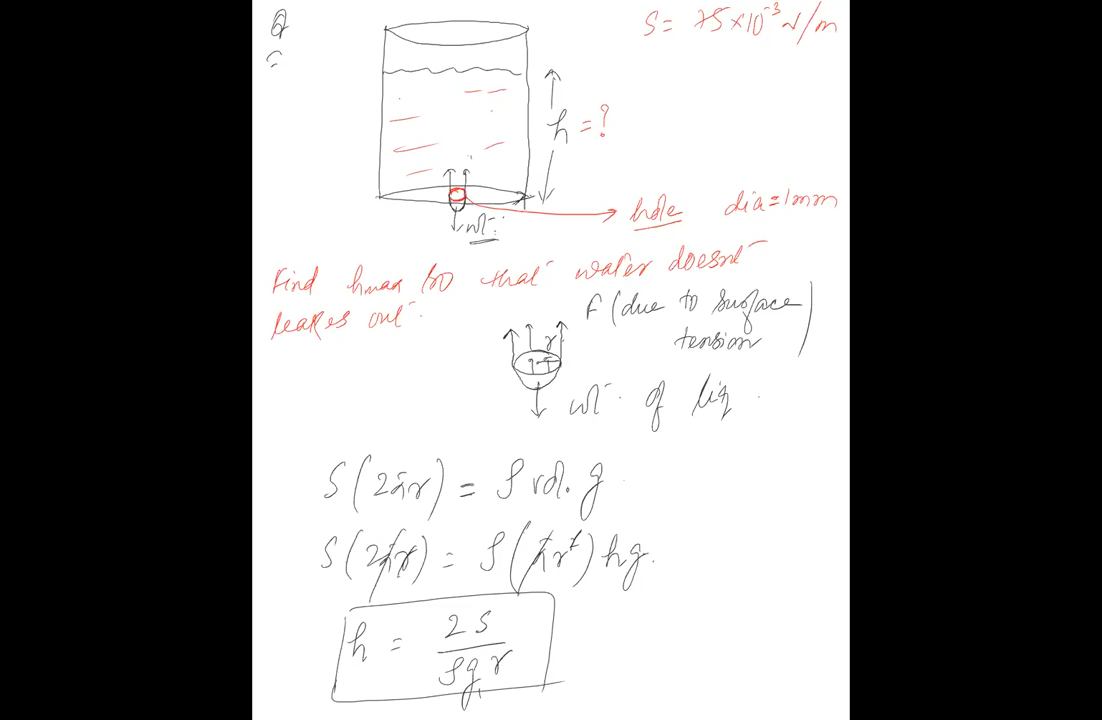 Q
S = 75×10⁻³ N/m
h = ?
hole dia = 1mm
wt.
Find hmax so that water doesnt
leakes out.
F (due to surface
tension)
r
wt. of liq.
S(2πr) = ρ vol. g
S(2πr) = ρ(πr²)hg.
h = 2S/ρgr